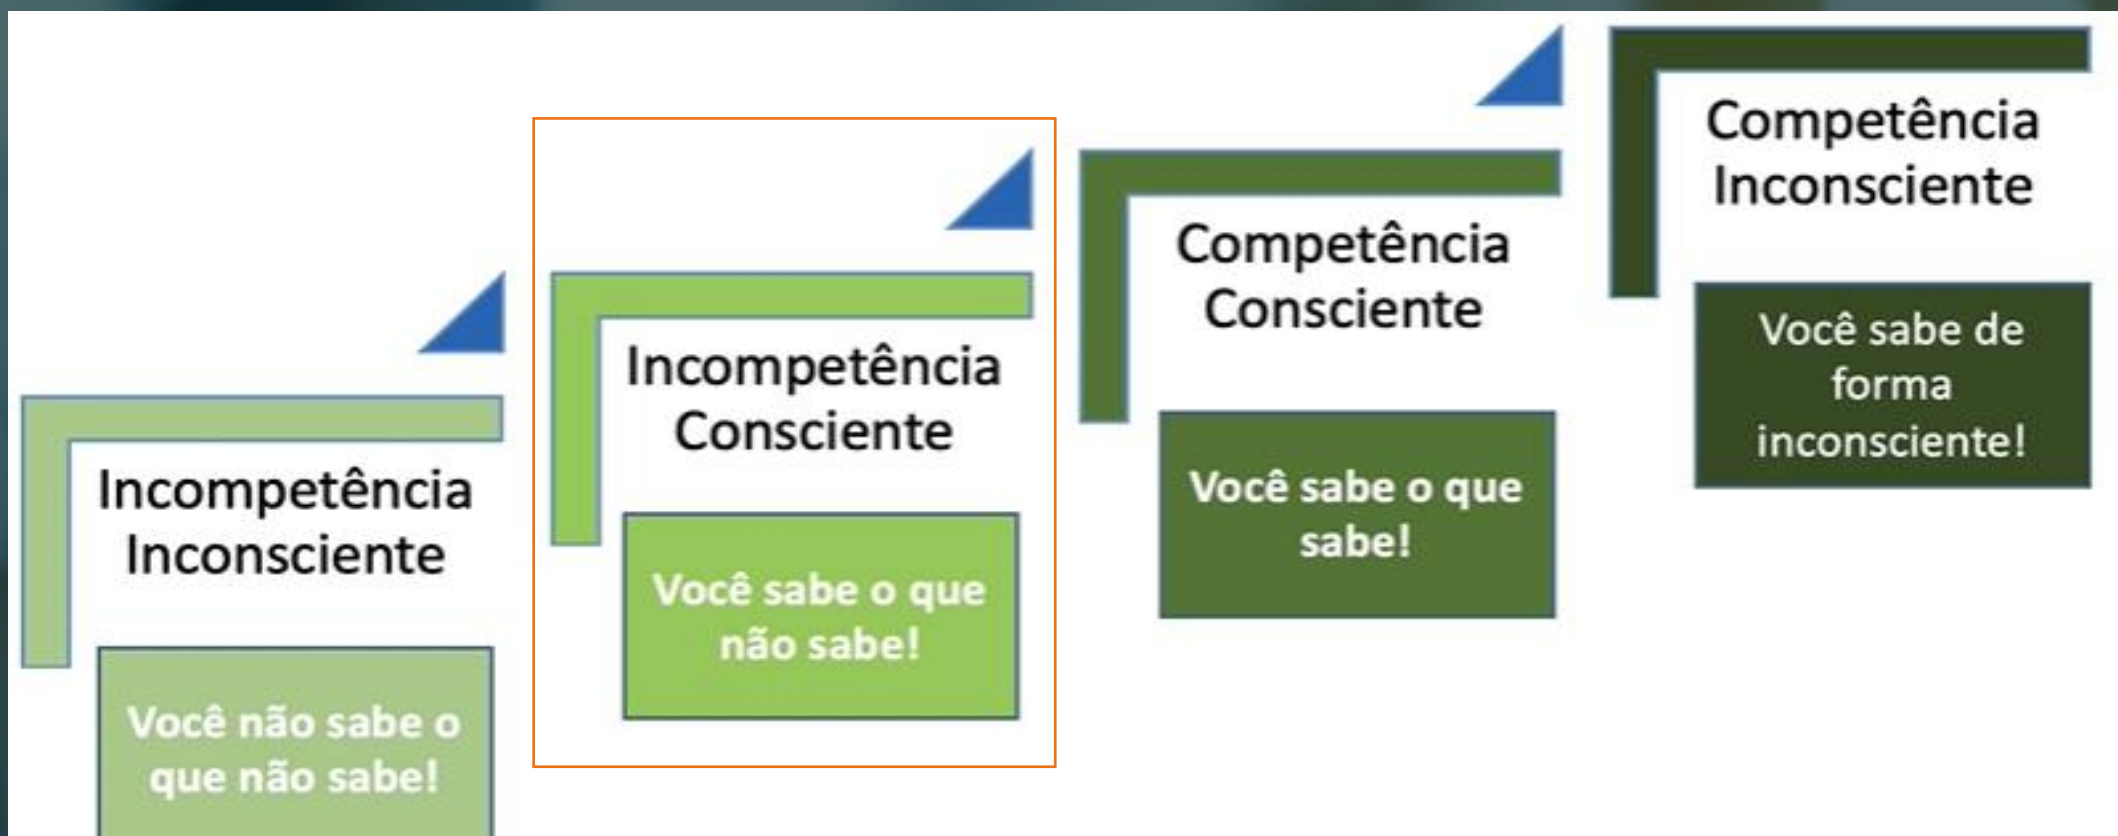 Incompetência
Inconsciente
Você não sabe o
que não sabe!
Incompetência
Consciente
Você sabe o que
não sabe!
Competência
Consciente
Você sabe o que
sabe!
Competência
Inconsciente
Você sabe de
forma
inconsciente!